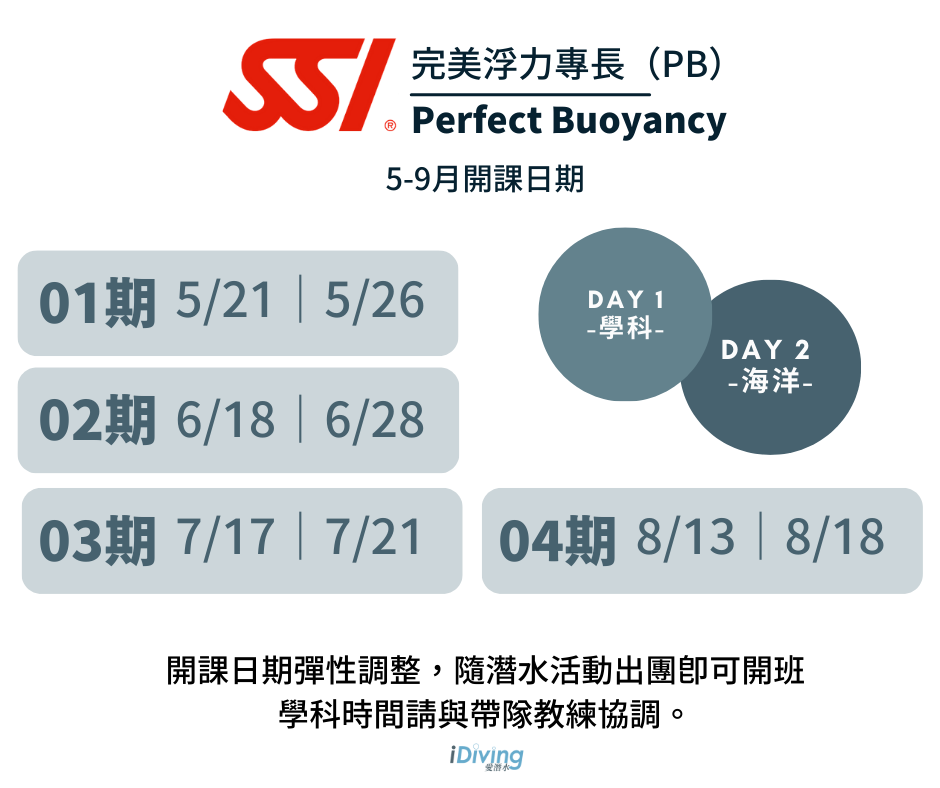 SSI
®
完美浮力專長（PB）
Perfect Buoyancy
5-9月開課日期
01期 5/21｜5/26
02期 6/18｜6/28
03期 7/17｜7/21
04期 8/13｜8/18
DAY 1
-學科-
DAY 2
-海洋-
開課日期彈性調整，隨潛水活動出團即可開班
學科時間請與帶隊教練協調。
iDiving
愛潛水